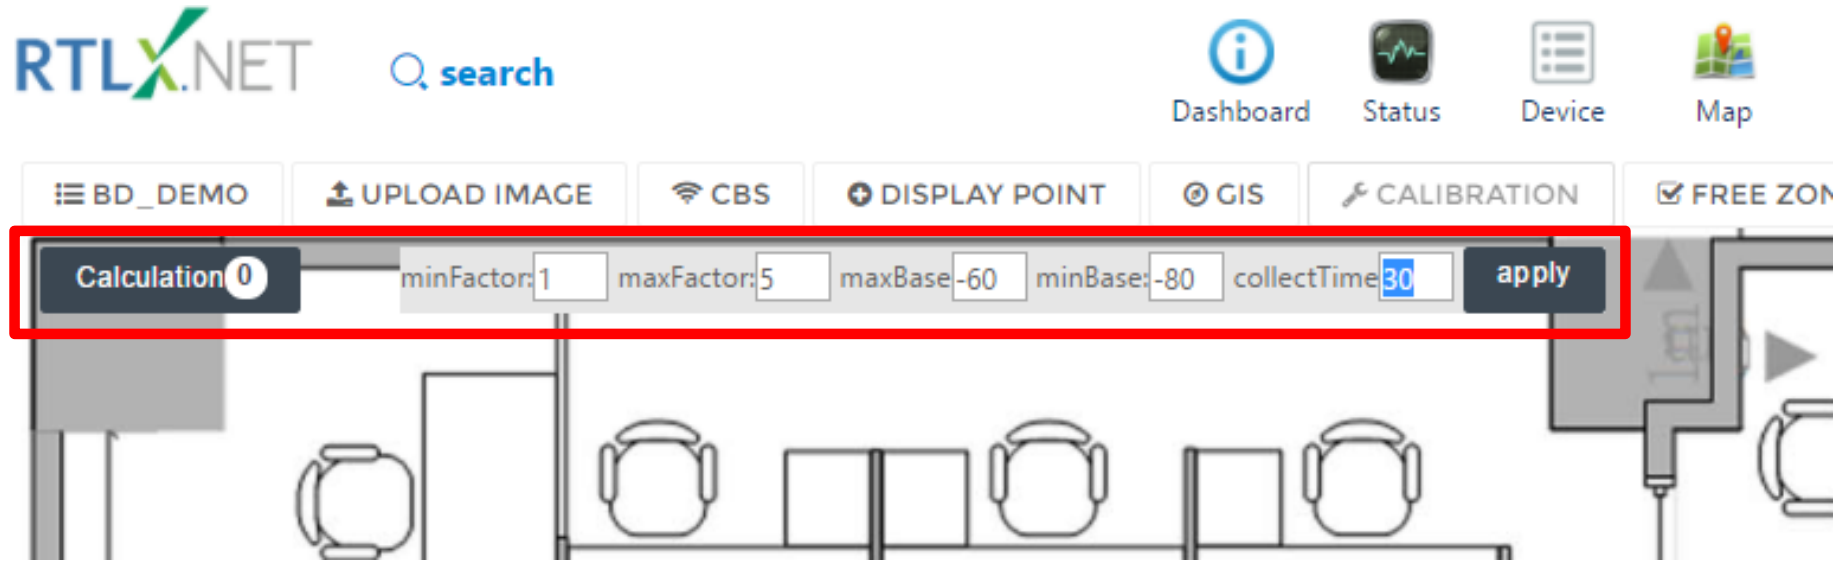 RTLX.NET
search
Dashboard Status Device Map
BD_DEMO UPLOAD IMAGE CBS DISPLAY POINT GIS CALIBRATION FREE ZON
Calculation 0 minFactor: 1 maxFactor: 5 maxBase -60 minBase: -80 collectTime 30 apply